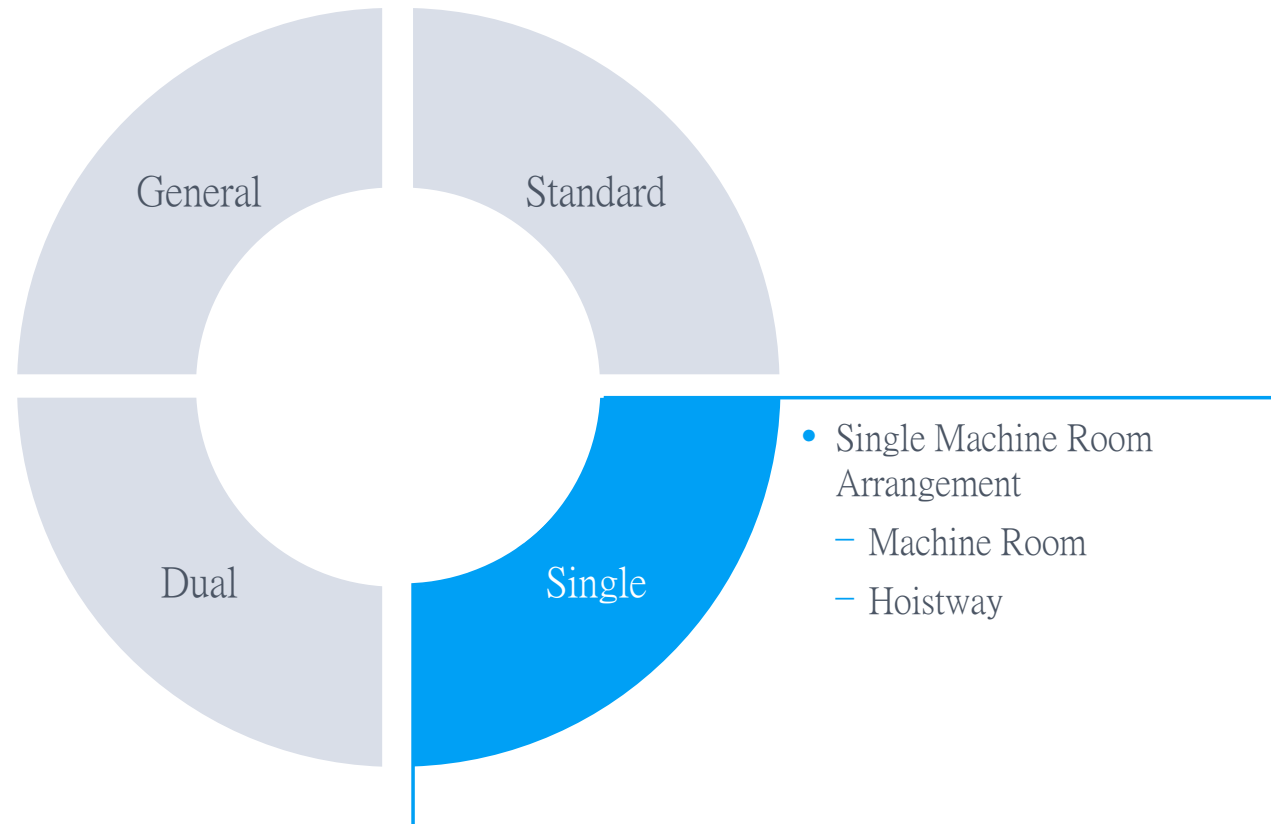 General
Standard
Dual
Single
• Single Machine Room
Arrangement
– Machine Room
– Hoistway